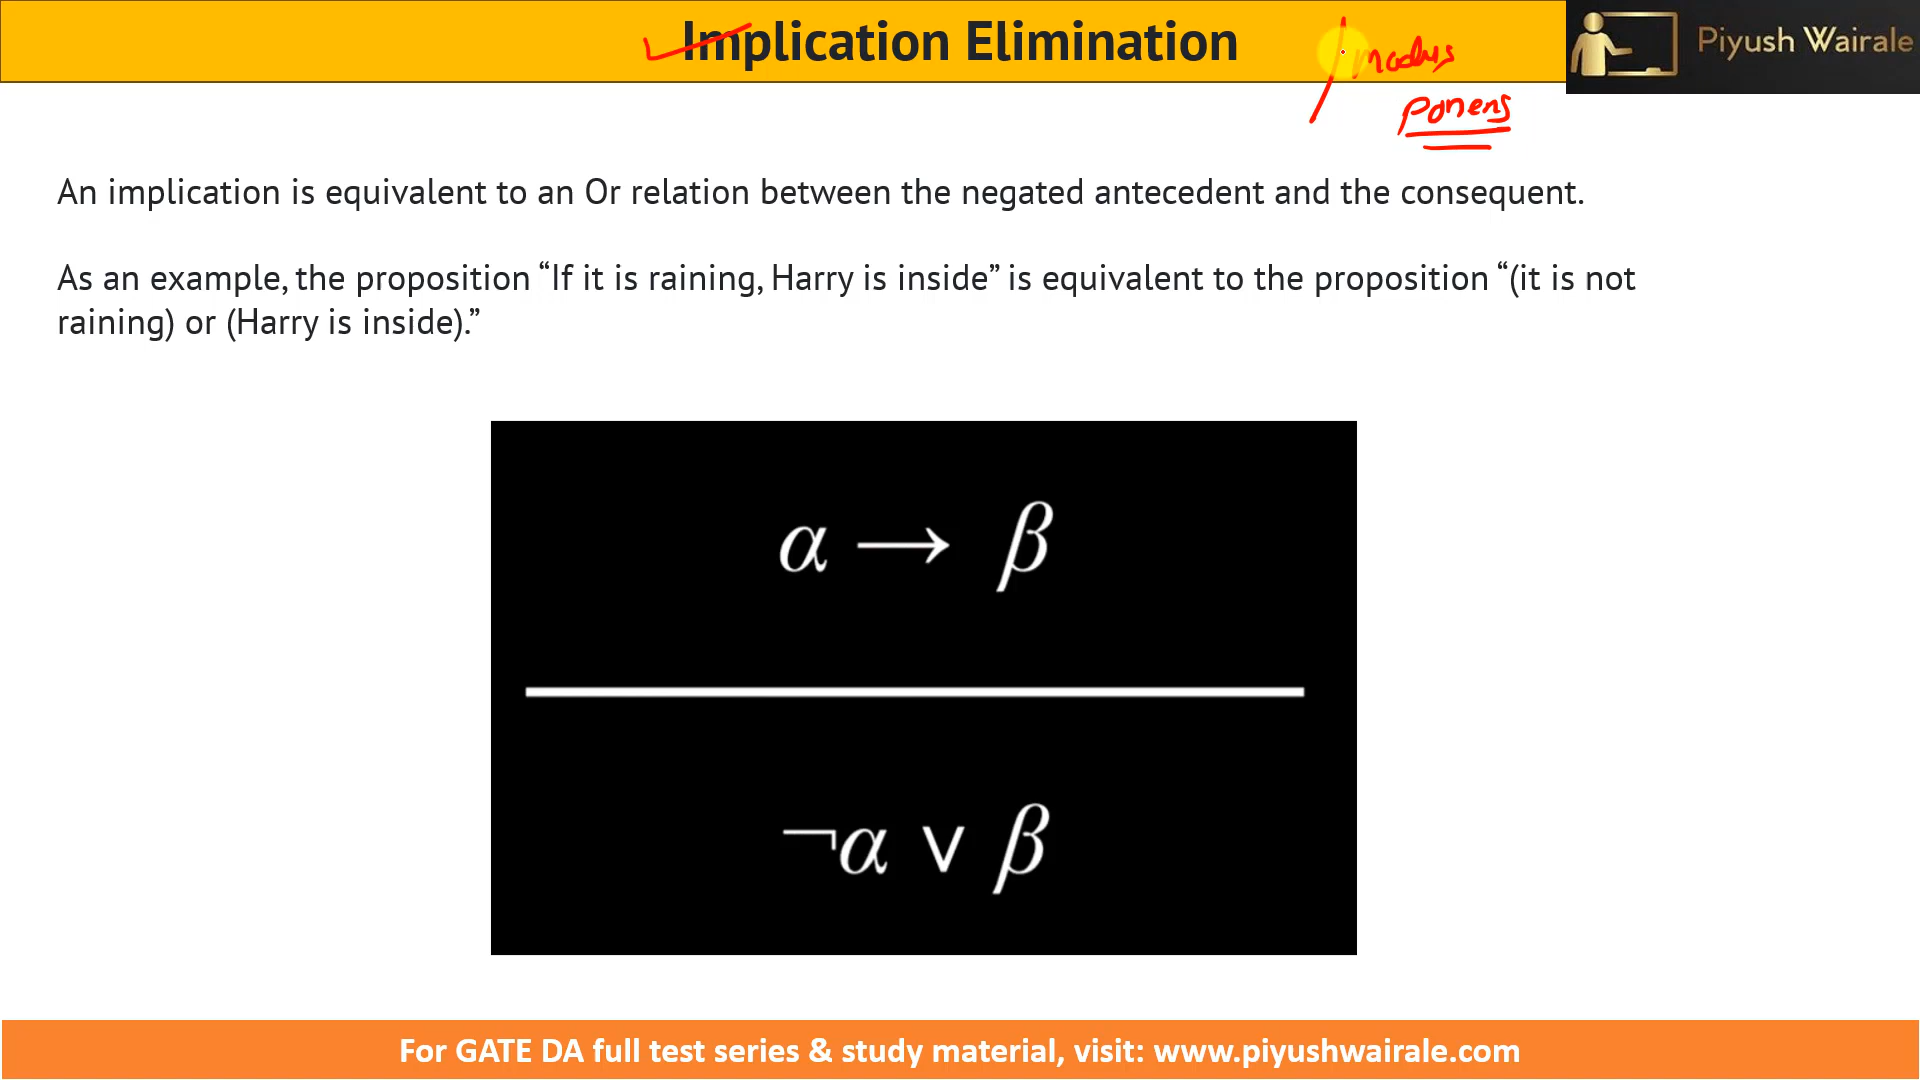 Implication Elimination
modus
ponens
Piyush Wairale
An implication is equivalent to an Or relation between the negated antecedent and the consequent.
As an example, the proposition “If it is raining, Harry is inside” is equivalent to the proposition “(it is not
raining) or (Harry is inside).”
α → β
¬α ∨ β
For GATE DA full test series & study material, visit: www.piyushwairale.com